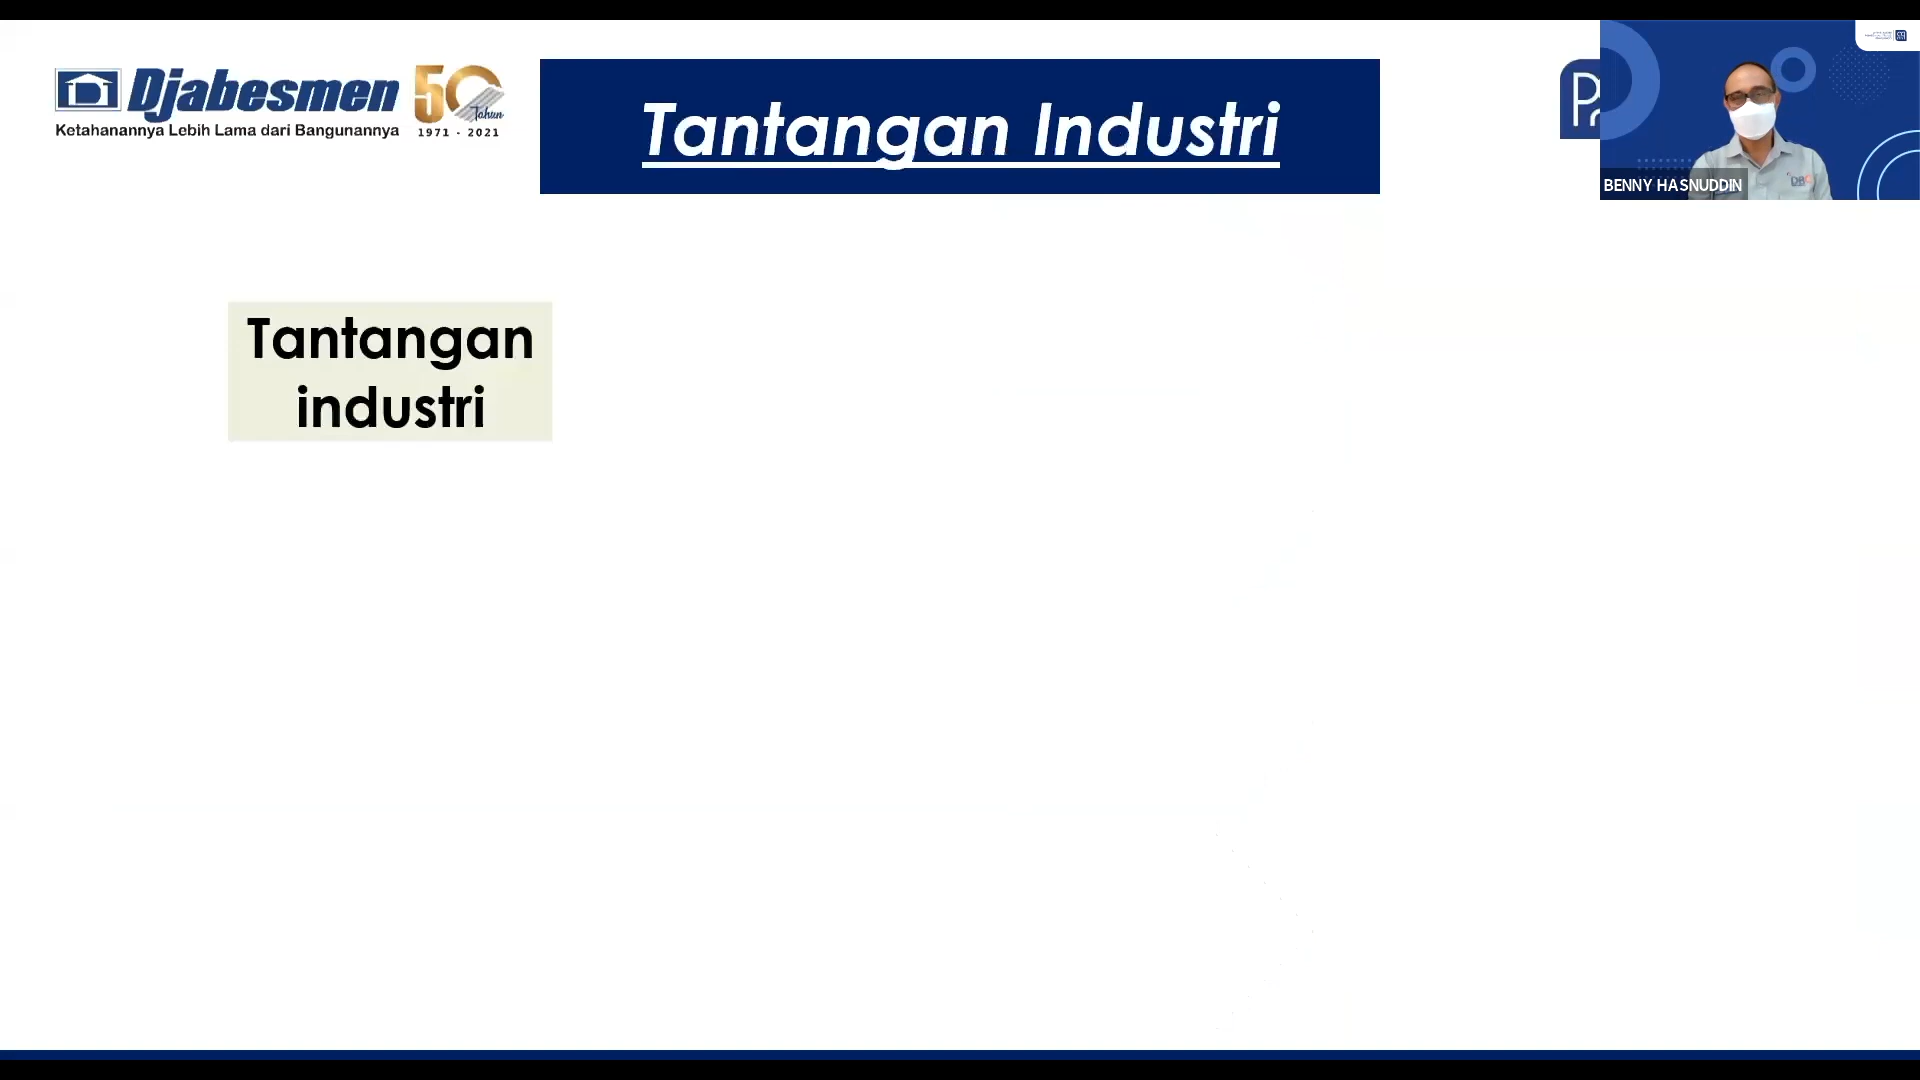 Djabesmen
Ketahanannya Lebih Lama dari Bangunannya
50
Tahun
1971 - 2021
Tantangan Industri
BENNY HASNUDDIN
Tantangan
industri